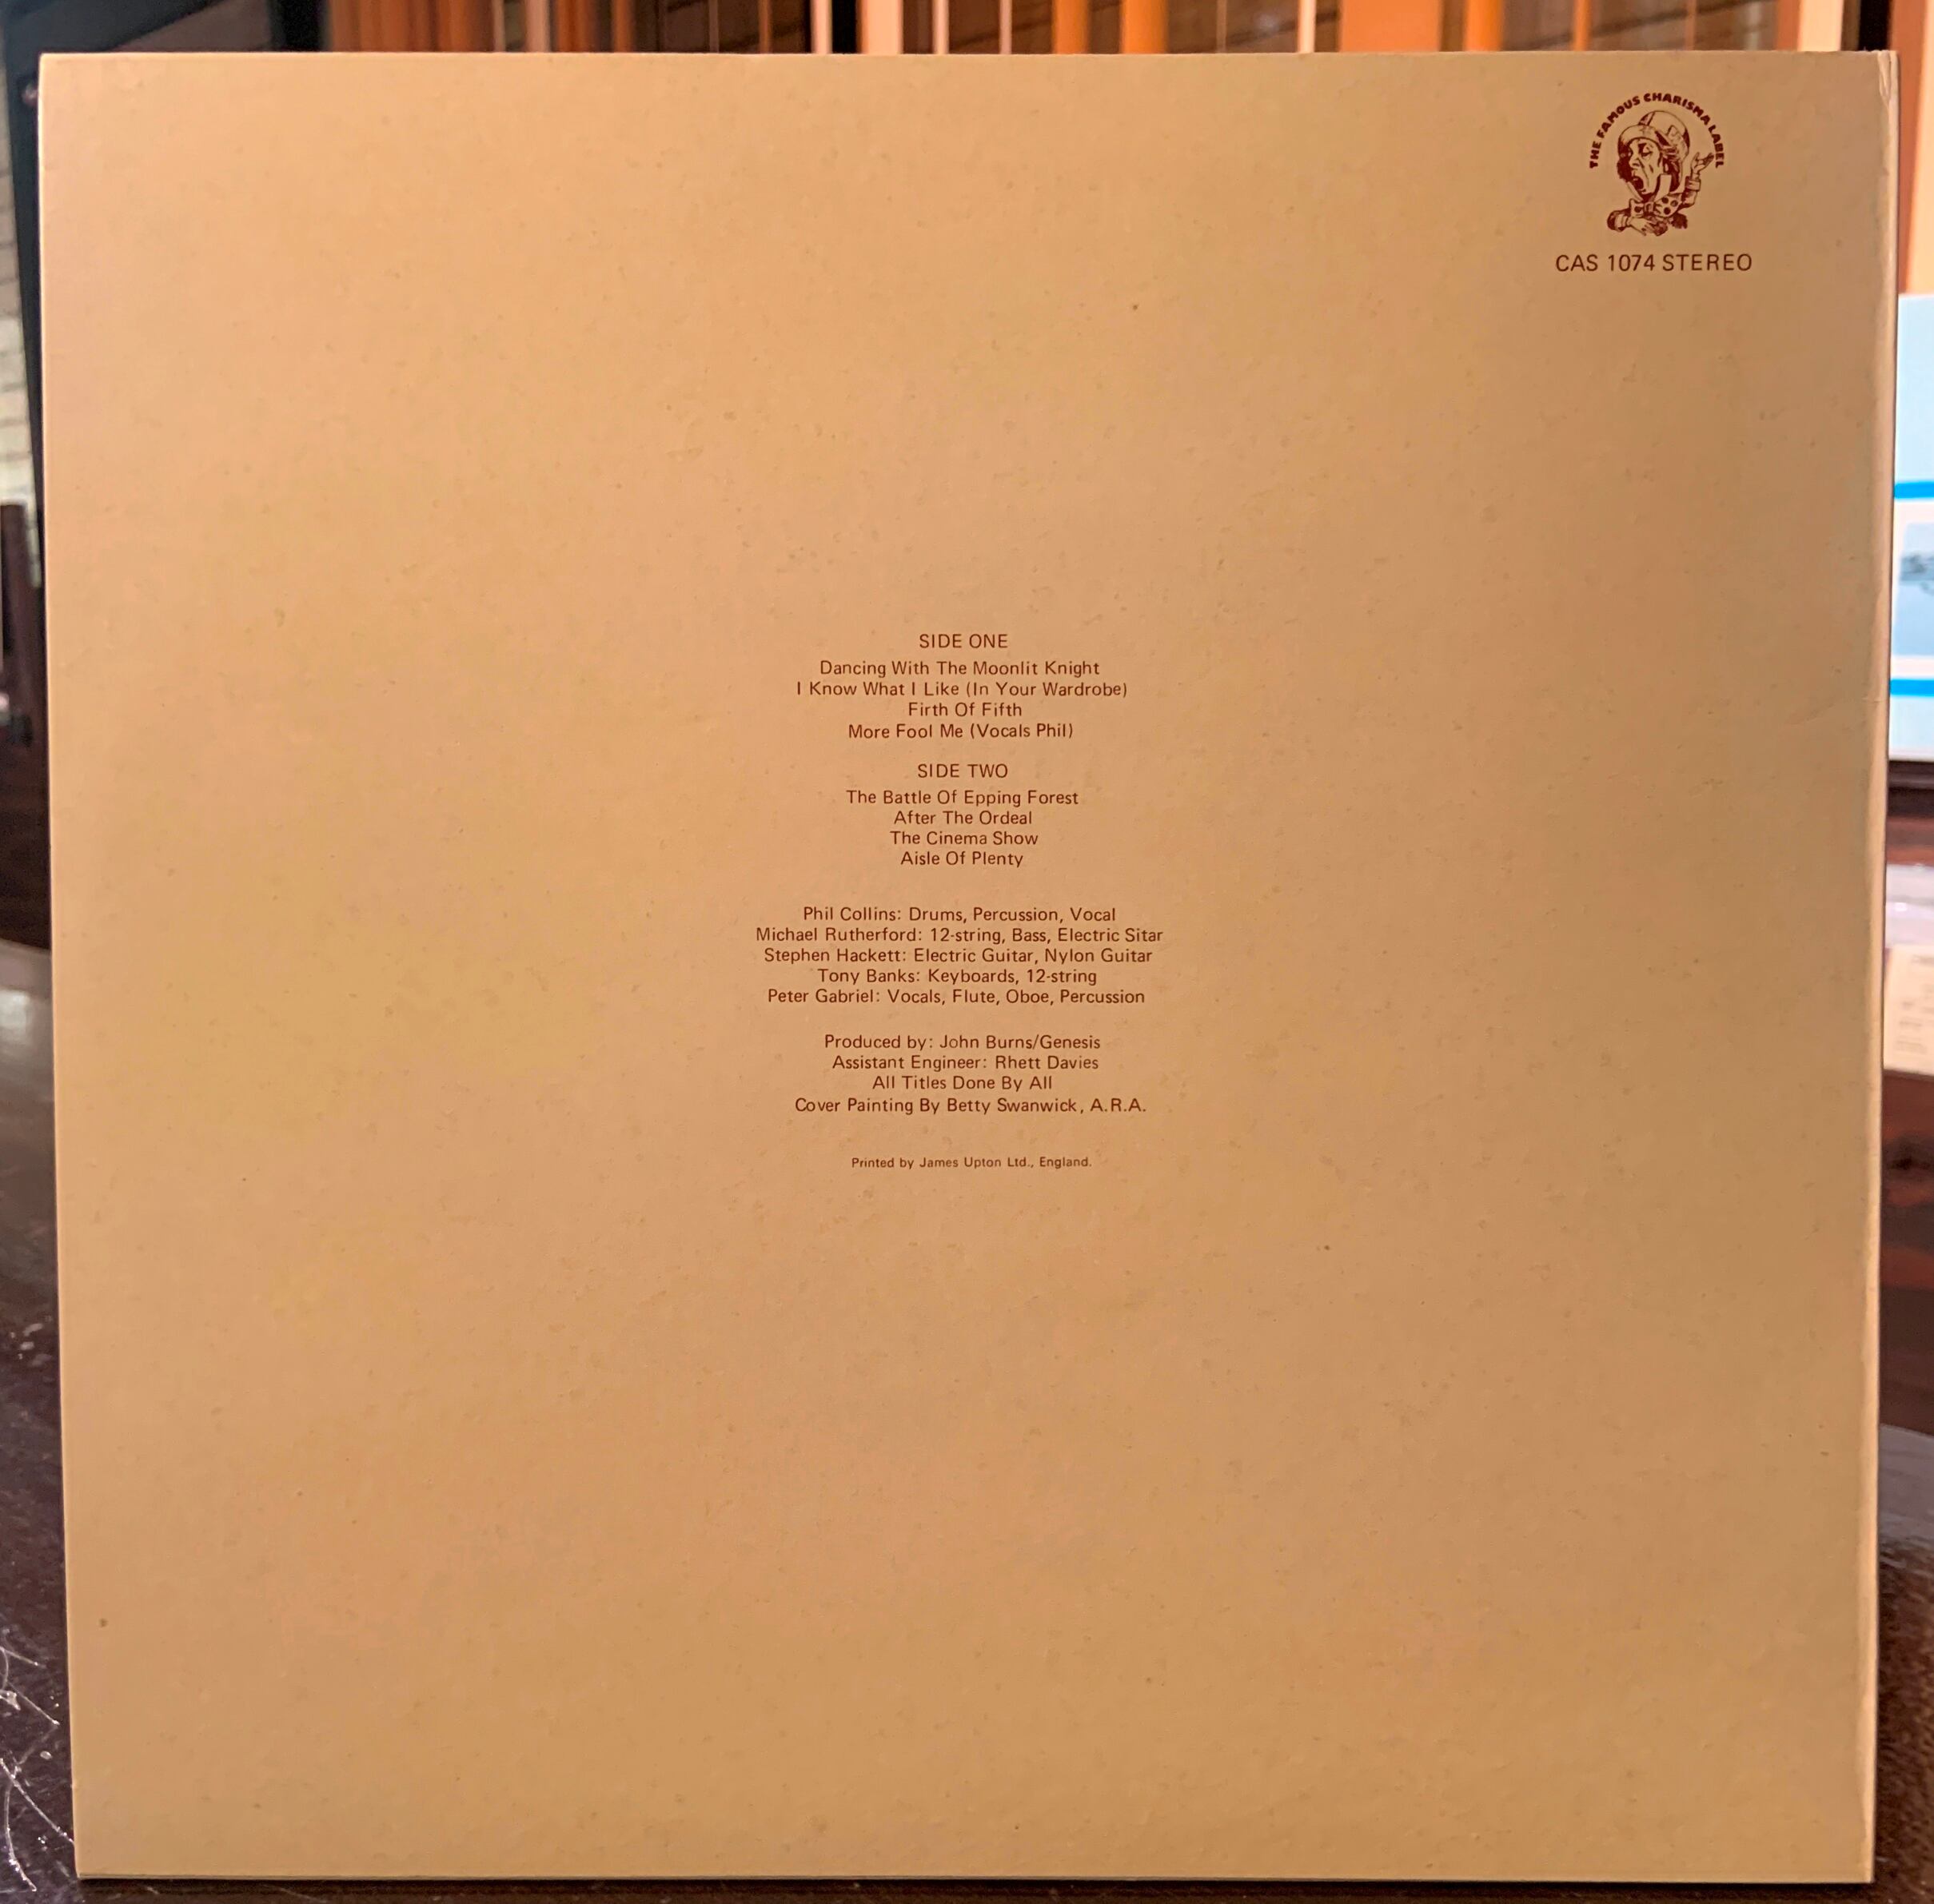 THE FAMOUS CHARISMA LABEL
CAS 1074 STEREO
SIDE ONE
Dancing With The Moonlit Knight
I Know What I Like (In Your Wardrobe)
Firth Of Fifth
More Fool Me (Vocals Phil)
SIDE TWO
The Battle Of Epping Forest
After The Ordeal
The Cinema Show
Aisle Of Plenty
Phil Collins: Drums, Percussion, Vocal
Michael Rutherford: 12-string, Bass, Electric Sitar
Stephen Hackett: Electric Guitar, Nylon Guitar
Tony Banks: Keyboards, 12-string
Peter Gabriel: Vocals, Flute, Oboe, Percussion
Produced by: John Burns/Genesis
Assistant Engineer: Rhett Davies
All Titles Done By All
Cover Painting By Betty Swanwick, A.R.A.
Printed by James Upton Ltd., England.